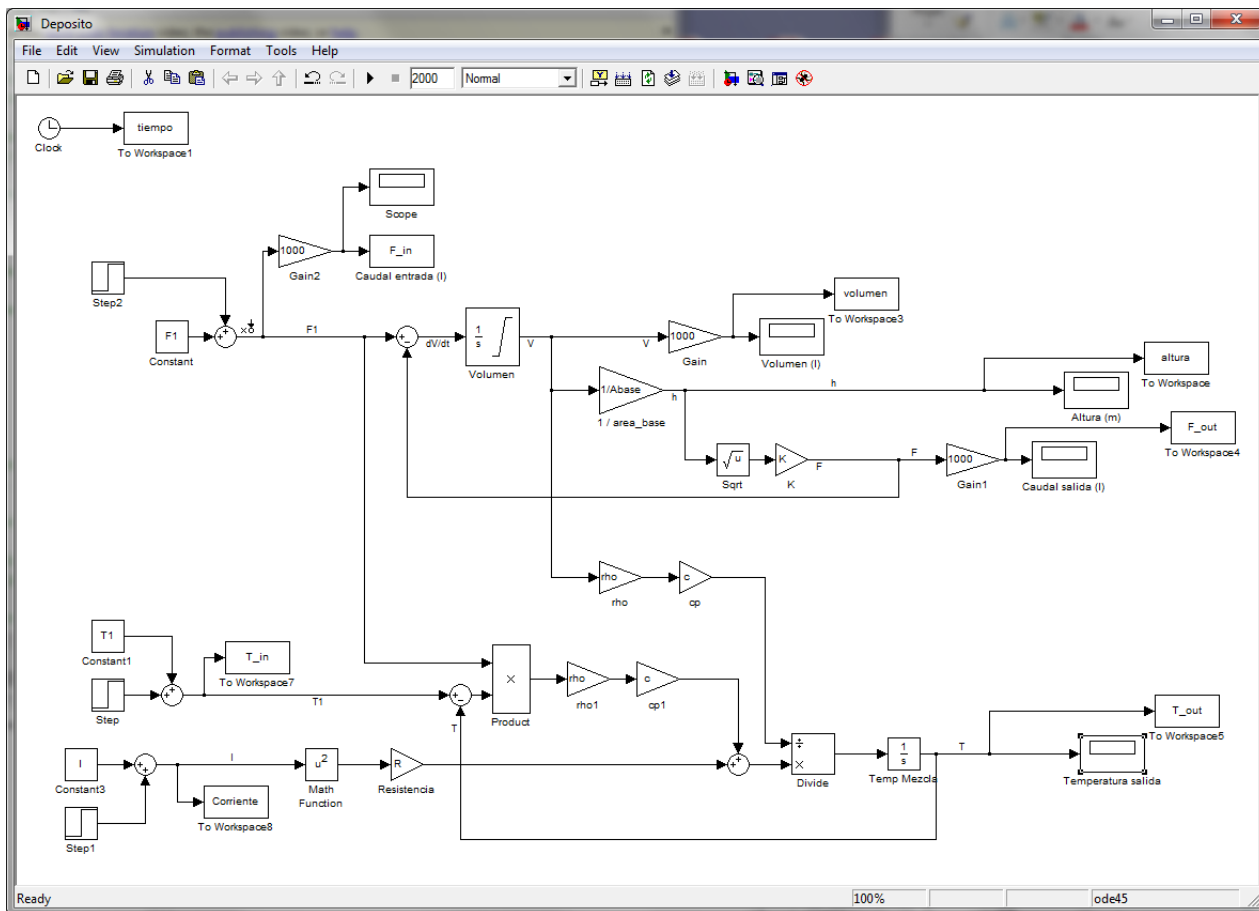 Deposito
File Edit View Simulation Format Tools Help
2000 Normal
tiempo
Clock
To Workspace1
Scope
1000
F_in
Gain2
Caudal entrada (l)
Step2
volumen
To Workspace3
F1
Constant
F1
dV/dt
1
s
Volumen
V
V
1000
Gain
Volumen (l)
altura
To Workspace
1/Abase
1 / area_base
h
h
Altura (m)
F_out
To Workspace4
√u
Sqrt
K
K
F
F
1000
Gain1
Caudal salida (l)
rho
rho
c
cp
T1
Constant1
T_in
To Workspace7
Step
T1
T
×
Product
rho
rho1
c
cp1
T_out
To Workspace5
I
Constant3
I
u²
Math
Function
R
Resistencia
÷
×
Divide
1
s
Temp Mezcla
T
Temperatura salida
Corriente
To Workspace8
Step1
Ready 100% ode45